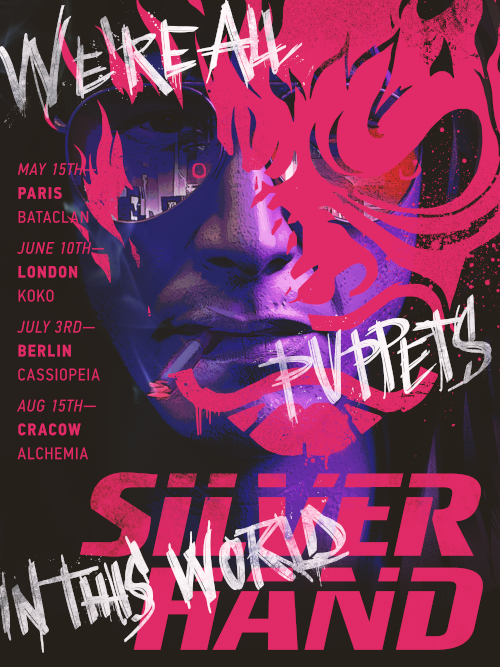 WE'RE ALL
MAY 15TH—
PARIS
BATACLAN
JUNE 10TH—
LONDON
KOKO
JULY 3RD—
BERLIN
CASSIOPEIA
AUG 15TH—
CRACOW
ALCHEMIA
PUPPETS
SILVER
IN THIS WORLD
HAND